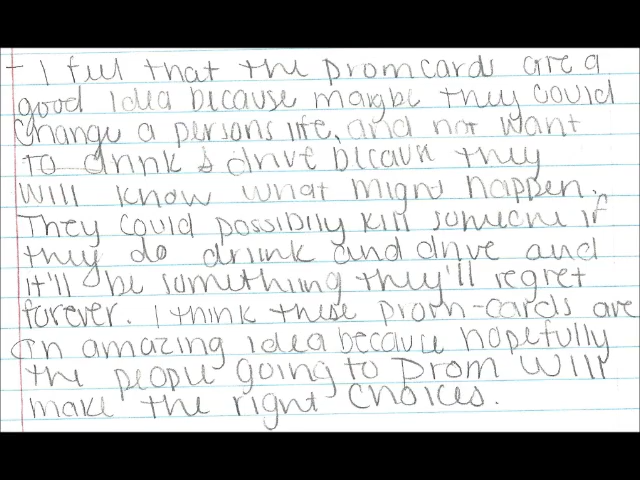 - I feel that the promcards are a
good idea because maybe they could
change a persons life, and not want
to drink & drive because they
will know what might happen.
They could possibily kill someone if
they do drink and drive and
it'll be something they'll regret
forever. I think these prom-cards are
an amazing idea because hopefully
the people going to prom will
make the right choices.